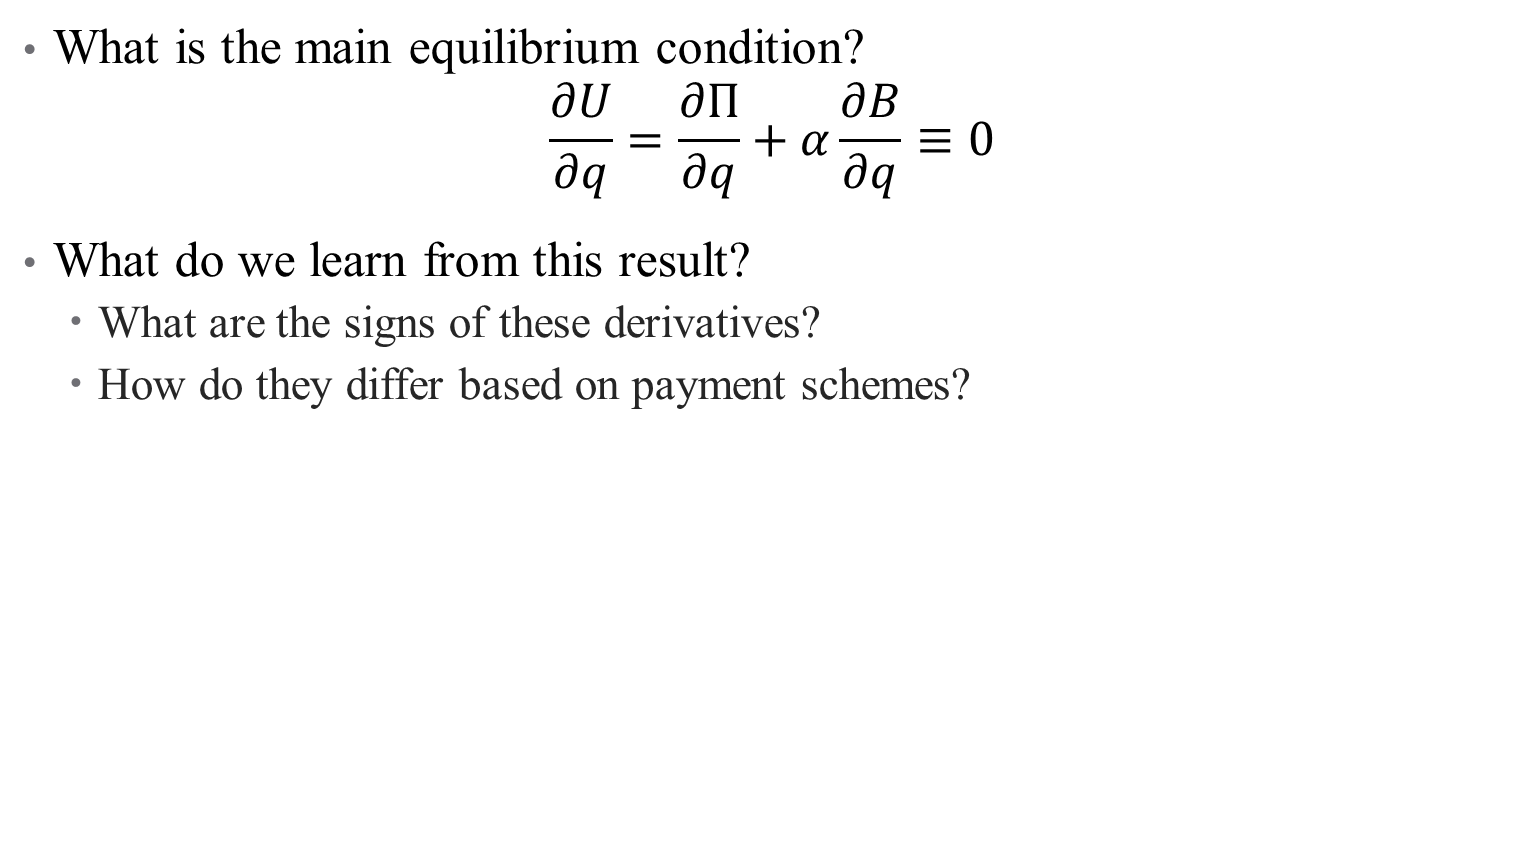 • What is the main equilibrium condition?
∂U/∂q = ∂Π/∂q + α ∂B/∂q ≡ 0
• What do we learn from this result?
• What are the signs of these derivatives?
• How do they differ based on payment schemes?